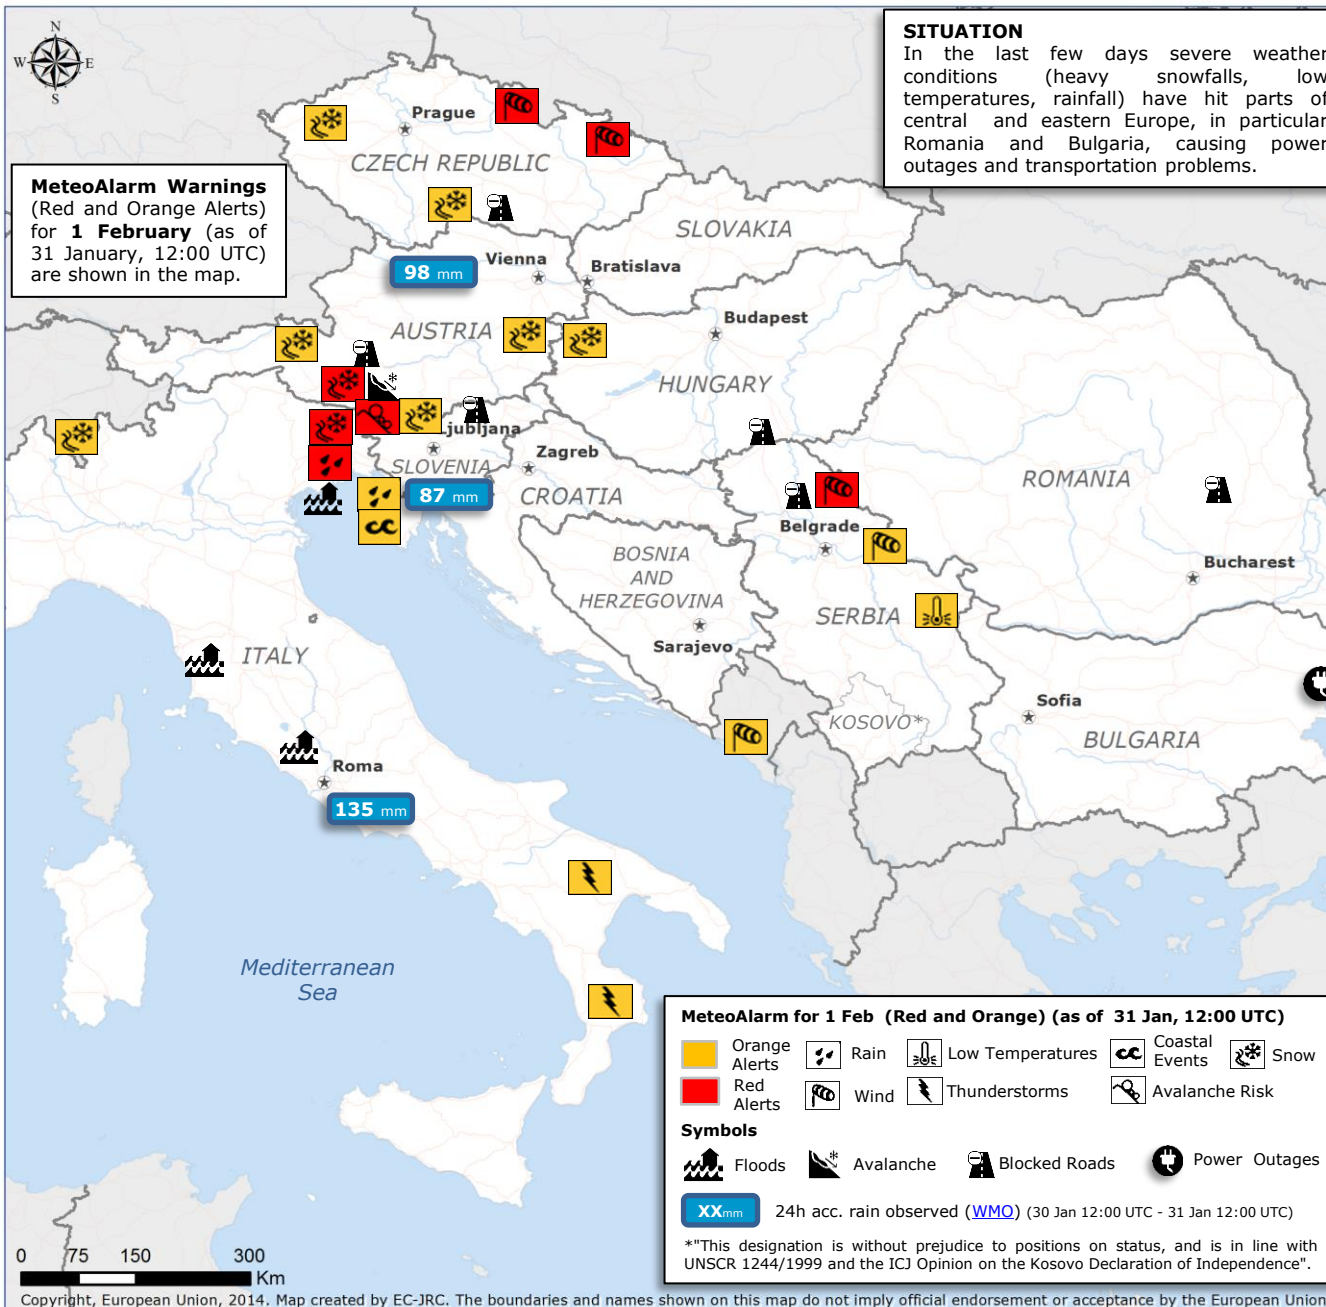 N
W E
S
SITUATION
In the last few days severe weather
conditions (heavy snowfalls, low
temperatures, rainfall) have hit parts of
central and eastern Europe, in particular
Romania and Bulgaria, causing power
outages and transportation problems.
MeteoAlarm Warnings
(Red and Orange Alerts)
for 1 February (as of
31 January, 12:00 UTC)
are shown in the map.
Prague
CZECH REPUBLIC
SLOVAKIA
98 mm
Vienna
Bratislava
AUSTRIA
Budapest
HUNGARY
Ljubljana
SLOVENIA
Zagreb
87 mm
CROATIA
ROMANIA
Belgrade
BOSNIA
AND
HERZEGOVINA
Bucharest
SERBIA
Sarajevo
ITALY
KOSOVO*
Sofia
BULGARIA
Roma
135 mm
Mediterranean
Sea
MeteoAlarm for 1 Feb (Red and Orange) (as of 31 Jan, 12:00 UTC)
Orange
Alerts
Rain
Low Temperatures
Coastal
Events
Snow
Red
Alerts
Wind
Thunderstorms
Avalanche Risk
Symbols
Floods
Avalanche
Blocked Roads
Power Outages
XXmm 24h acc. rain observed (WMO) (30 Jan 12:00 UTC - 31 Jan 12:00 UTC)
*"This designation is without prejudice to positions on status, and is in line with
UNSCR 1244/1999 and the ICJ Opinion on the Kosovo Declaration of Independence".
0 75 150 300
Km
Copyright, European Union, 2014. Map created by EC-JRC. The boundaries and names shown on this map do not imply official endorsement or acceptance by the European Union